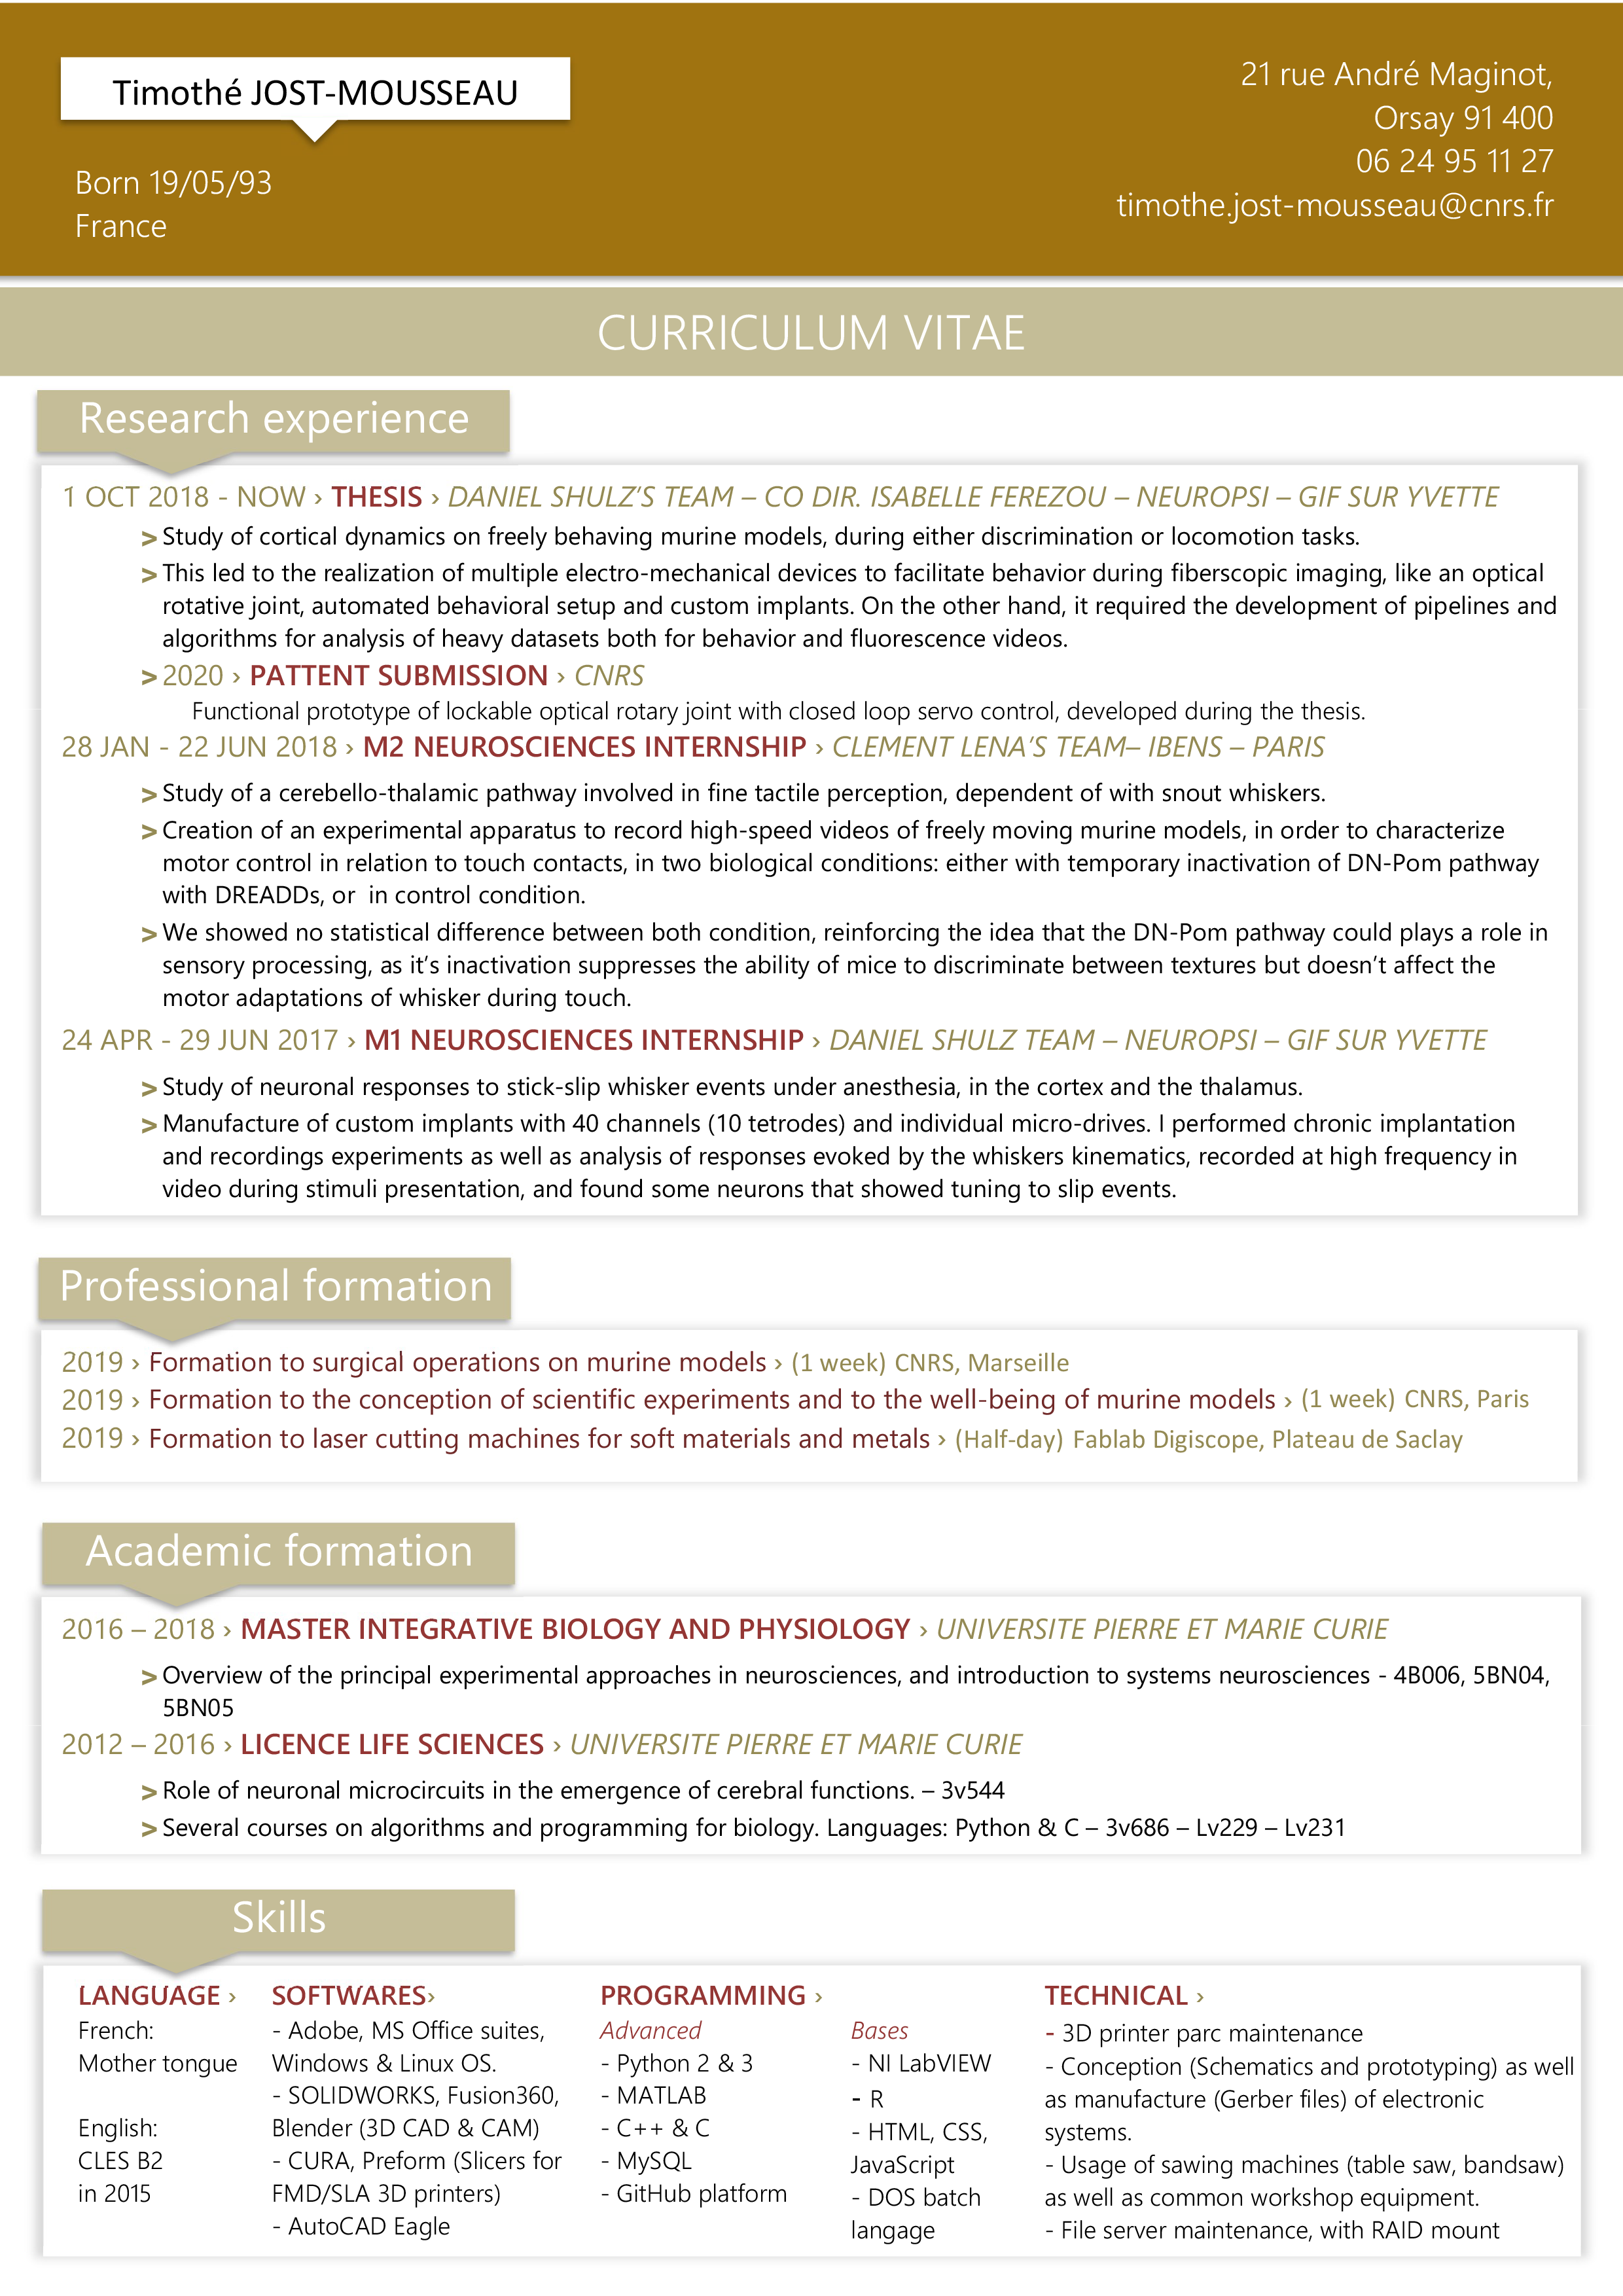 Timothé JOST-MOUSSEAU
Born 19/05/93
France
21 rue André Maginot,
Orsay 91 400
06 24 95 11 27
timothe.jost-mousseau@cnrs.fr
CURRICULUM VITAE
Research experience
1 OCT 2018 - NOW › THESIS › DANIEL SHULZ'S TEAM – CO DIR. ISABELLE FEREZOU – NEUROPSI – GIF SUR YVETTE
> Study of cortical dynamics on freely behaving murine models, during either discrimination or locomotion tasks.
> This led to the realization of multiple electro-mechanical devices to facilitate behavior during fiberscopic imaging, like an optical
rotative joint, automated behavioral setup and custom implants. On the other hand, it required the development of pipelines and
algorithms for analysis of heavy datasets both for behavior and fluorescence videos.
> 2020 › PATTENT SUBMISSION › CNRS
Functional prototype of lockable optical rotary joint with closed loop servo control, developed during the thesis.
28 JAN - 22 JUN 2018 › M2 NEUROSCIENCES INTERNSHIP › CLEMENT LENA'S TEAM– IBENS – PARIS
> Study of a cerebello-thalamic pathway involved in fine tactile perception, dependent of with snout whiskers.
> Creation of an experimental apparatus to record high-speed videos of freely moving murine models, in order to characterize
motor control in relation to touch contacts, in two biological conditions: either with temporary inactivation of DN-Pom pathway
with DREADDs, or  in control condition.
> We showed no statistical difference between both condition, reinforcing the idea that the DN-Pom pathway could plays a role in
sensory processing, as it's inactivation suppresses the ability of mice to discriminate between textures but doesn't affect the
motor adaptations of whisker during touch.
24 APR - 29 JUN 2017 › M1 NEUROSCIENCES INTERNSHIP › DANIEL SHULZ TEAM – NEUROPSI – GIF SUR YVETTE
> Study of neuronal responses to stick-slip whisker events under anesthesia, in the cortex and the thalamus.
> Manufacture of custom implants with 40 channels (10 tetrodes) and individual micro-drives. I performed chronic implantation
and recordings experiments as well as analysis of responses evoked by the whiskers kinematics, recorded at high frequency in
video during stimuli presentation, and found some neurons that showed tuning to slip events.
Professional formation
2019 › Formation to surgical operations on murine models › (1 week) CNRS, Marseille
2019 › Formation to the conception of scientific experiments and to the well-being of murine models › (1 week) CNRS, Paris
2019 › Formation to laser cutting machines for soft materials and metals › (Half-day) Fablab Digiscope, Plateau de Saclay
Academic formation
2016 – 2018 › MASTER INTEGRATIVE BIOLOGY AND PHYSIOLOGY › UNIVERSITE PIERRE ET MARIE CURIE
> Overview of the principal experimental approaches in neurosciences, and introduction to systems neurosciences - 4B006, 5BN04,
5BN05
2012 – 2016 › LICENCE LIFE SCIENCES › UNIVERSITE PIERRE ET MARIE CURIE
> Role of neuronal microcircuits in the emergence of cerebral functions. – 3v544
> Several courses on algorithms and programming for biology. Languages: Python & C – 3v686 – Lv229 – Lv231
Skills
LANGUAGE ›
French:
Mother tongue
English:
CLES B2
in 2015
SOFTWARES›
- Adobe, MS Office suites,
Windows & Linux OS.
- SOLIDWORKS, Fusion360,
Blender (3D CAD & CAM)
- CURA, Preform (Slicers for
FMD/SLA 3D printers)
- AutoCAD Eagle
PROGRAMMING ›
Advanced
- Python 2 & 3
- MATLAB
- C++ & C
- MySQL
- GitHub platform
Bases
- NI LabVIEW
- R
- HTML, CSS,
JavaScript
- DOS batch
langage
TECHNICAL ›
- 3D printer parc maintenance
- Conception (Schematics and prototyping) as well
as manufacture (Gerber files) of electronic
systems.
- Usage of sawing machines (table saw, bandsaw)
as well as common workshop equipment.
- File server maintenance, with RAID mount